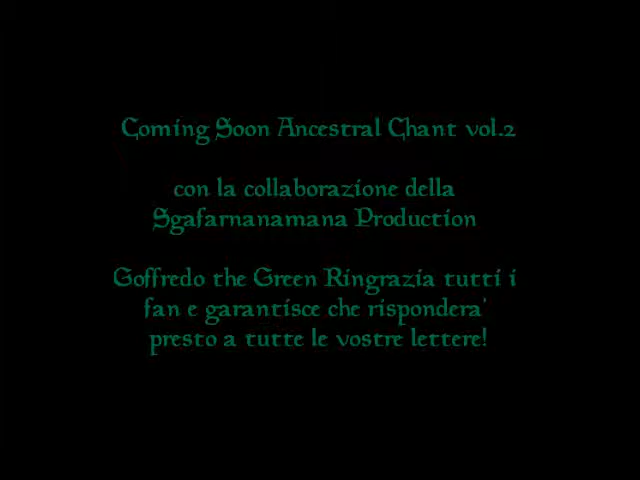 Coming Soon Ancestral Chant vol.2
con la collaborazione della
Sgafarnanamana Production
Goffredo the Green Ringrazia tutti i
fan e garantisce che rispondera'
presto a tutte le vostre lettere!